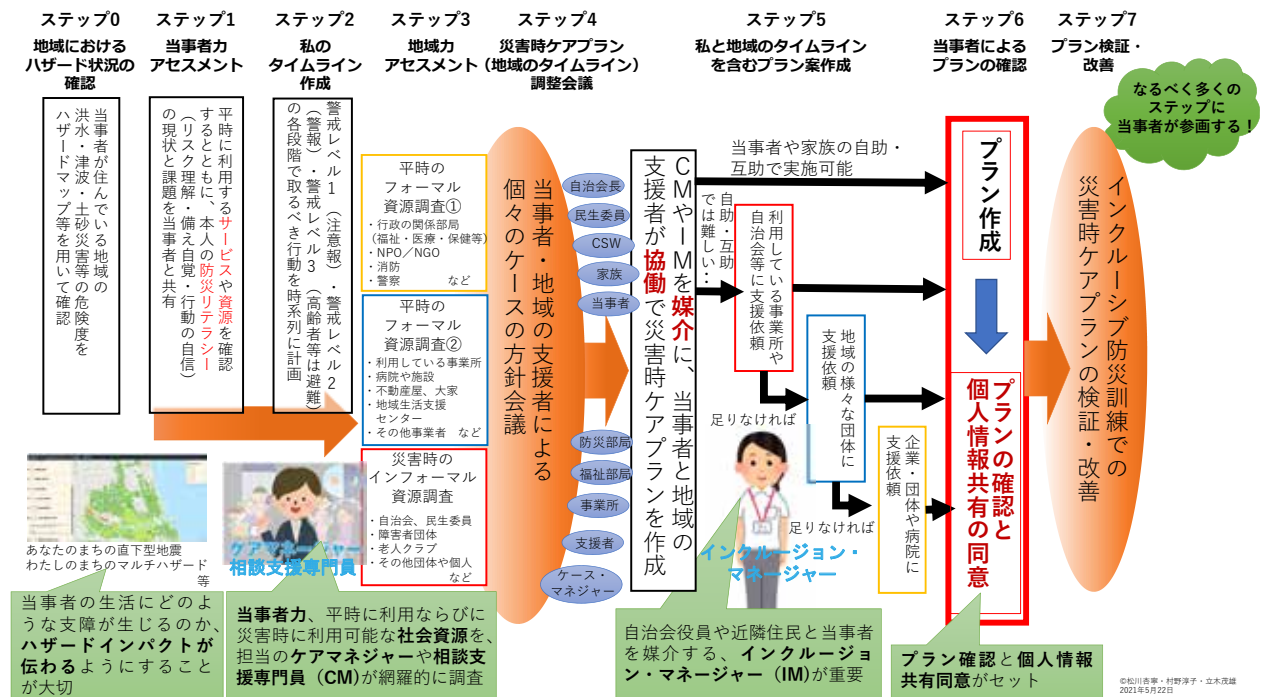 ステップ0
地域における
ハザード状況の
確認
ステップ1
当事者力
アセスメント
ステップ2
私の
タイムライン
作成
ステップ3
地域力
アセスメント
ステップ4
災害時ケアプラン
(地域のタイムライン)
調整会議
ステップ5
私と地域のタイムライン
を含むプラン案作成
ステップ6
当事者による
プランの確認
ステップ7
プラン検証・
改善
なるべく多くの
ステップに
当事者が参画する!
当事者が住んでいる地域の
洪水・津波・土砂災害等の危険度を
ハザードマップ等を用いて確認
平時に利用するサービスや資源を確認
するとともに、本人の防災リテラシー
(リスク理解・備え自覚・行動の自信)
の現状と課題を当事者と共有
警戒レベル1(注意報)・警戒レベル2
(警報)・警戒レベル3(高齢者等は避難)
の各段階で取るべき行動を時系列に計画
平時の
フォーマル
資源調査①
・行政の関係部局
(福祉・医療・保健等)
・NPO/NGO
・消防
・警察 など
平時の
フォーマル
資源調査②
・利用している事業所
・病院や施設
・不動産屋、大家
・地域生活支援
センター
・その他事業者 など
災害時の
インフォーマル
資源調査
・自治会、民生委員
・障害者団体
・老人クラブ
・その他団体や個人
など
当事者・地域の支援者による
個々のケースの方針会議
自治会長
民生委員
CSW
家族
当事者
防災部局
福祉部局
事業所
支援者
ケース・
マネジャー
CMやIMを媒介に、当事者と地域の
支援者が協働で災害時ケアプランを作成
当事者や家族の自助・
互助で実施可能
自助・互助
では難しい・・
利用している事業所や
自治会等に支援依頼
足りなければ
地域の様々な団体に
支援依頼
足りなければ
企業・団体や病院に
支援依頼
プラン作成
プランの確認と
個人情報共有の同意
インクルーシブ防災訓練での
災害時ケアプランの検証・改善
あなたのまちの直下型地震
わたしのまちのマルチハザード
等
ケアマネージャー
相談支援専門員
インクルージョン・
マネージャー
当事者の生活にどのよ
うな支障が生じるのか、
ハザードインパクトが
伝わるようにすること
が大切
当事者力、平時に利用ならびに
災害時に利用可能な社会資源を、
担当のケアマネジャーや相談支
援専門員(CM)が網羅的に調査
自治会役員や近隣住民と当事者
を媒介する、インクルージョ
ン・マネージャー(IM)が重要
プラン確認と個人情報
共有同意がセット
©松川杏寧・村野淳子・立木茂雄
2021年5月22日